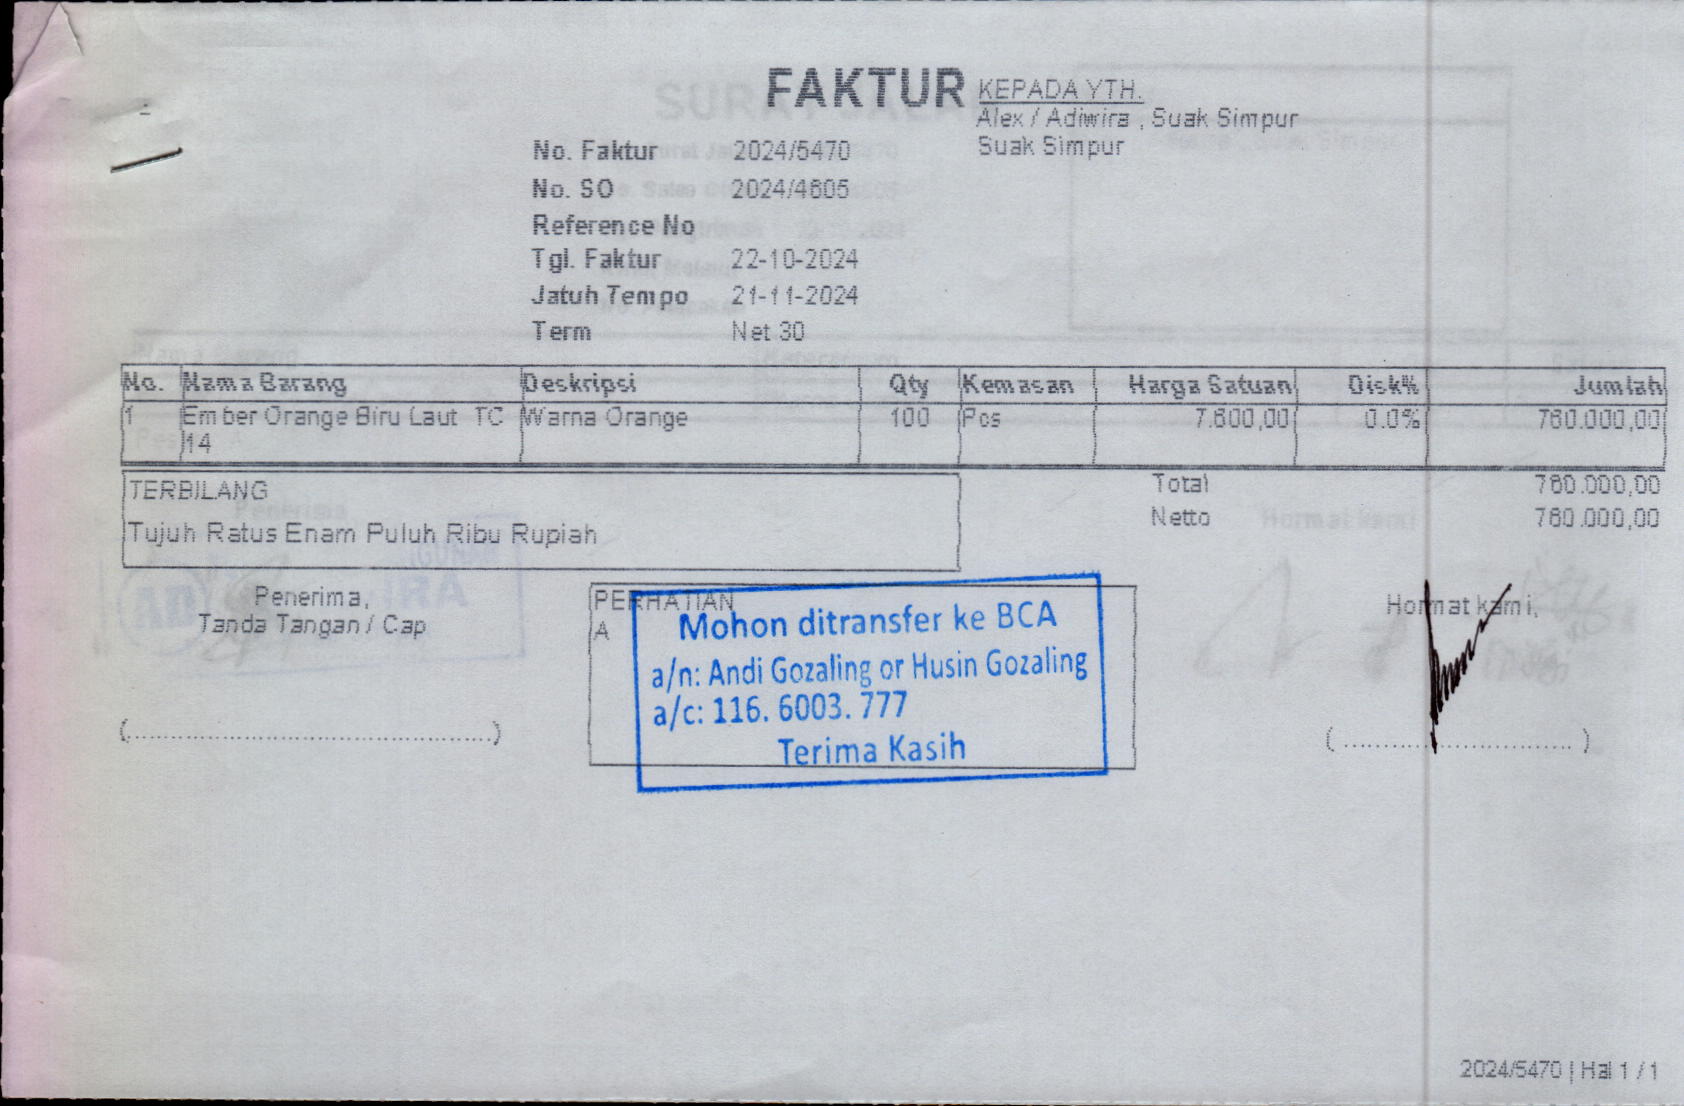 FAKTUR
KEPADA YTH.
Alex / Adiwira , Suak Simpur
Suak Simpur
No. Faktur 2024/5470
No. SO 2024/4605
Reference No
Tgl. Faktur 22-10-2024
Jatuh Tempo 21-11-2024
Term Net 30
No. Nama Barang Deskripsi Qty Kemasan Harga Satuan Disk% Jumlah
1 Ember Orange Biru Laut TC Warna Orange 100 Pcs 7.600,00 0.0% 760.000,00
14
TERBILANG
Tujuh Ratus Enam Puluh Ribu Rupiah
Total 760.000,00
Netto 760.000,00
Penerima,
Tanda Tangan / Cap
PERHATIAN
A
Mohon ditransfer ke BCA
a/n: Andi Gozaling or Husin Gozaling
a/c: 116. 6003. 777
Terima Kasih
Hormat kami,
(..................................................)
( ................................ )
2024/5470 | Hal 1 / 1